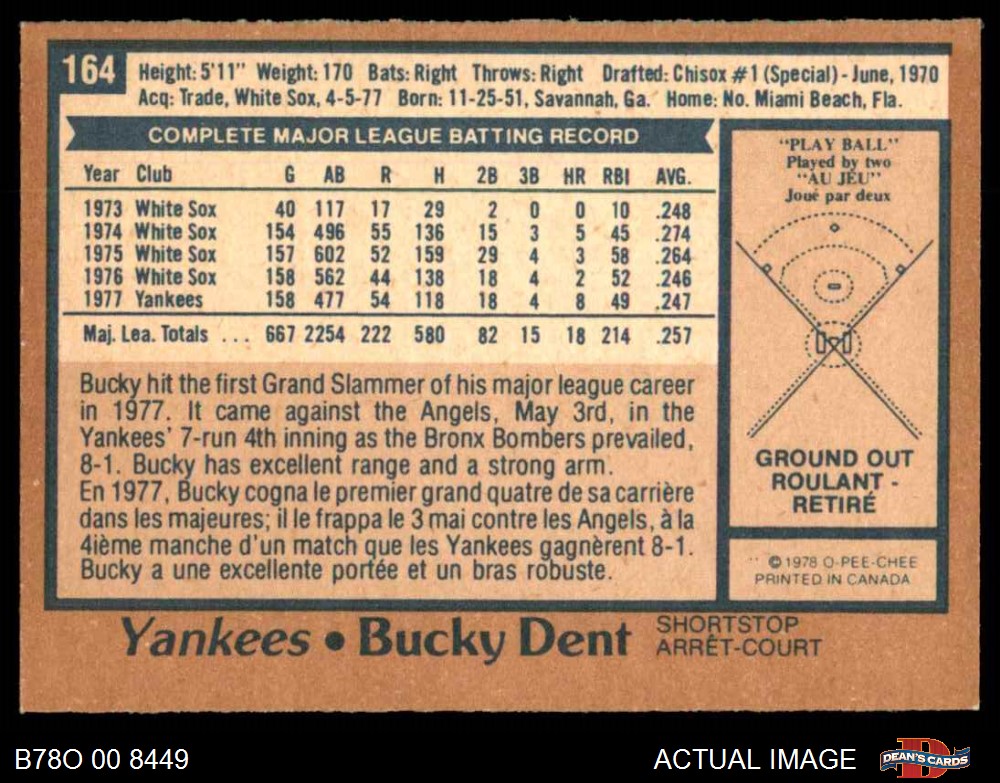 164
Height: 5'11" Weight: 170 Bats: Right Throws: Right Drafted: Chisox #1 (Special) - June, 1970
Acq: Trade, White Sox, 4-5-77 Born: 11-25-51, Savannah, Ga. Home: No. Miami Beach, Fla.
COMPLETE MAJOR LEAGUE BATTING RECORD
Year Club G AB R H 2B 3B HR RBI AVG.
1973 White Sox 40 117 17 29 2 0 0 10 .248
1974 White Sox 154 496 55 136 15 3 5 45 .274
1975 White Sox 157 602 52 159 29 4 3 58 .264
1976 White Sox 158 562 44 138 18 4 2 52 .246
1977 Yankees 158 477 54 118 18 4 8 49 .247
Maj. Lea. Totals ... 667 2254 222 580 82 15 18 214 .257
Bucky hit the first Grand Slammer of his major league career
in 1977. It came against the Angels, May 3rd, in the
Yankees' 7-run 4th inning as the Bronx Bombers prevailed,
8-1. Bucky has excellent range and a strong arm.
En 1977, Bucky cogna le premier grand quatre de sa carrière
dans les majeures; il le frappa le 3 mai contre les Angels, à la
4ième manche d'un match que les Yankees gagnèrent 8-1.
Bucky a une excellente portée et un bras robuste.
"PLAY BALL"
Played by two
"AU JEU"
Joué par deux
GROUND OUT
ROULANT -
RETIRÉ
©1978 O-PEE-CHEE
PRINTED IN CANADA
Yankees • Bucky Dent SHORTSTOP
ARRÊT-COURT
B78O 00 8449
ACTUAL IMAGE
DEAN'S CARDS